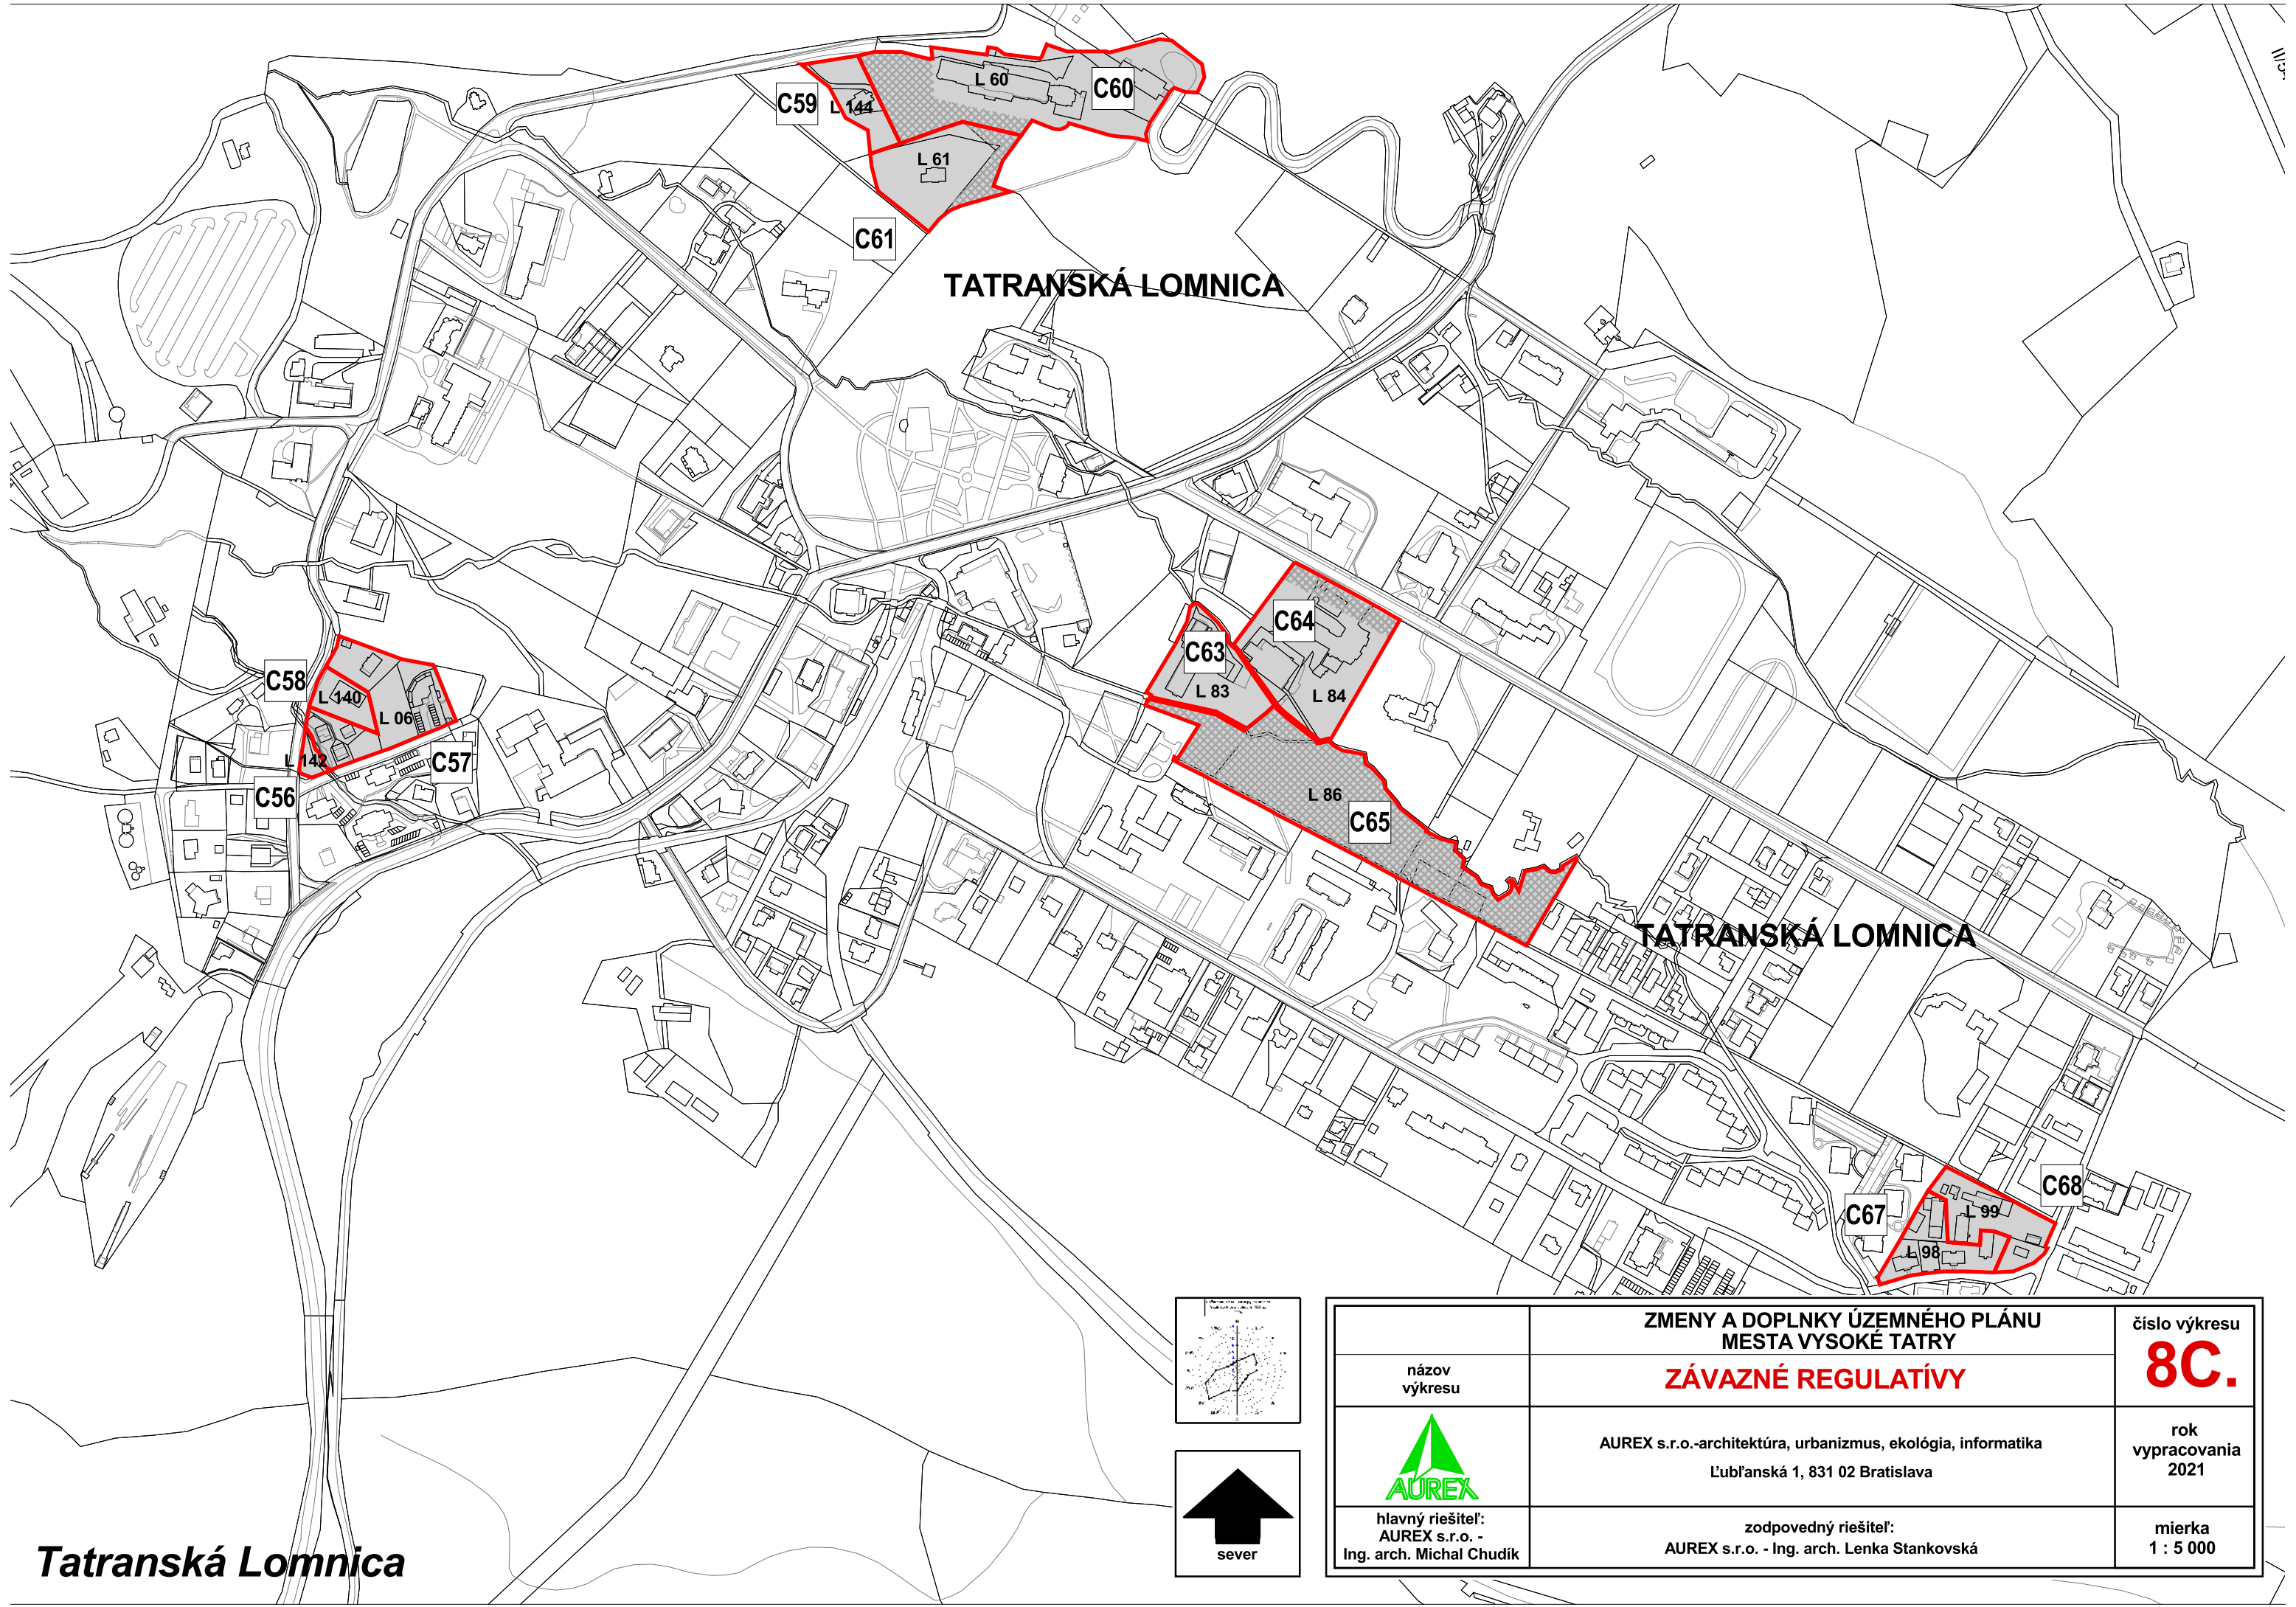 II/54
L 60
C60
C59
L 144
L 61
C61
TATRANSKÁ LOMNICA
C64
C63
L 83
L 84
C58
L 140
L 06
L 142
C57
C56
L 86
C65
TATRANSKÁ LOMNICA
C68
C67
L 99
L 98
ZMENY A DOPLNKY ÚZEMNÉHO PLÁNU
MESTA VYSOKÉ TATRY
číslo výkresu
8C.
názov
výkresu
ZÁVAZNÉ REGULATÍVY
AUREX
AUREX s.r.o.-architektúra, urbanizmus, ekológia, informatika
Ľubľanská 1, 831 02 Bratislava
rok
vypracovania
2021
hlavný riešiteľ:
AUREX s.r.o. -
Ing. arch. Michal Chudík
zodpovedný riešiteľ:
AUREX s.r.o. - Ing. arch. Lenka Stankovská
mierka
1 : 5 000
sever
Tatranská Lomnica